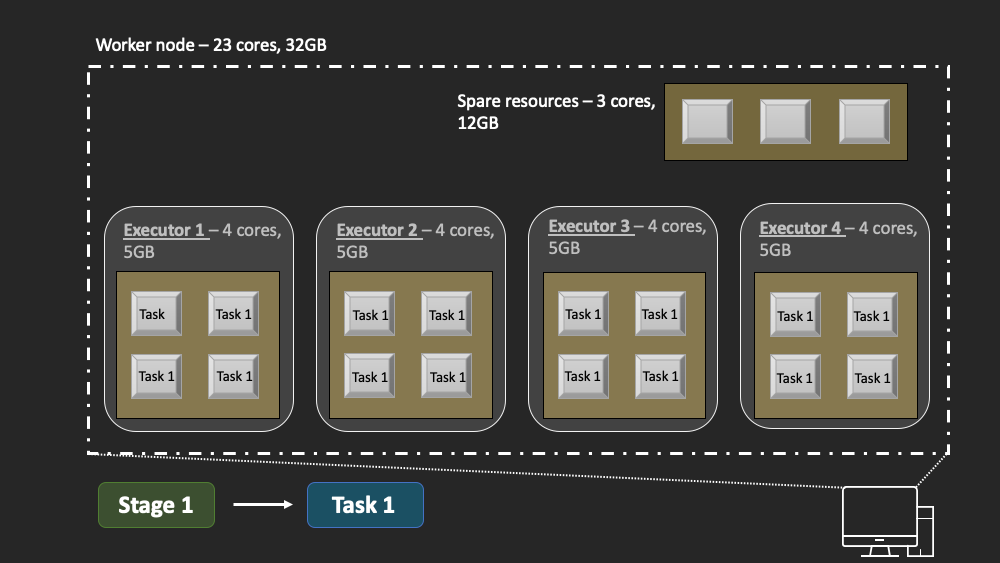 Worker node – 23 cores, 32GB
Spare resources – 3 cores,
12GB
Executor 1 – 4 cores,
5GB
Task
Task 1
Task 1
Task 1
Executor 2 – 4 cores,
5GB
Task 1
Task 1
Task 1
Task 1
Executor 3 – 4 cores,
5GB
Task 1
Task 1
Task 1
Task 1
Executor 4 – 4 cores,
5GB
Task 1
Task 1
Task 1
Task 1
Stage 1
Task 1